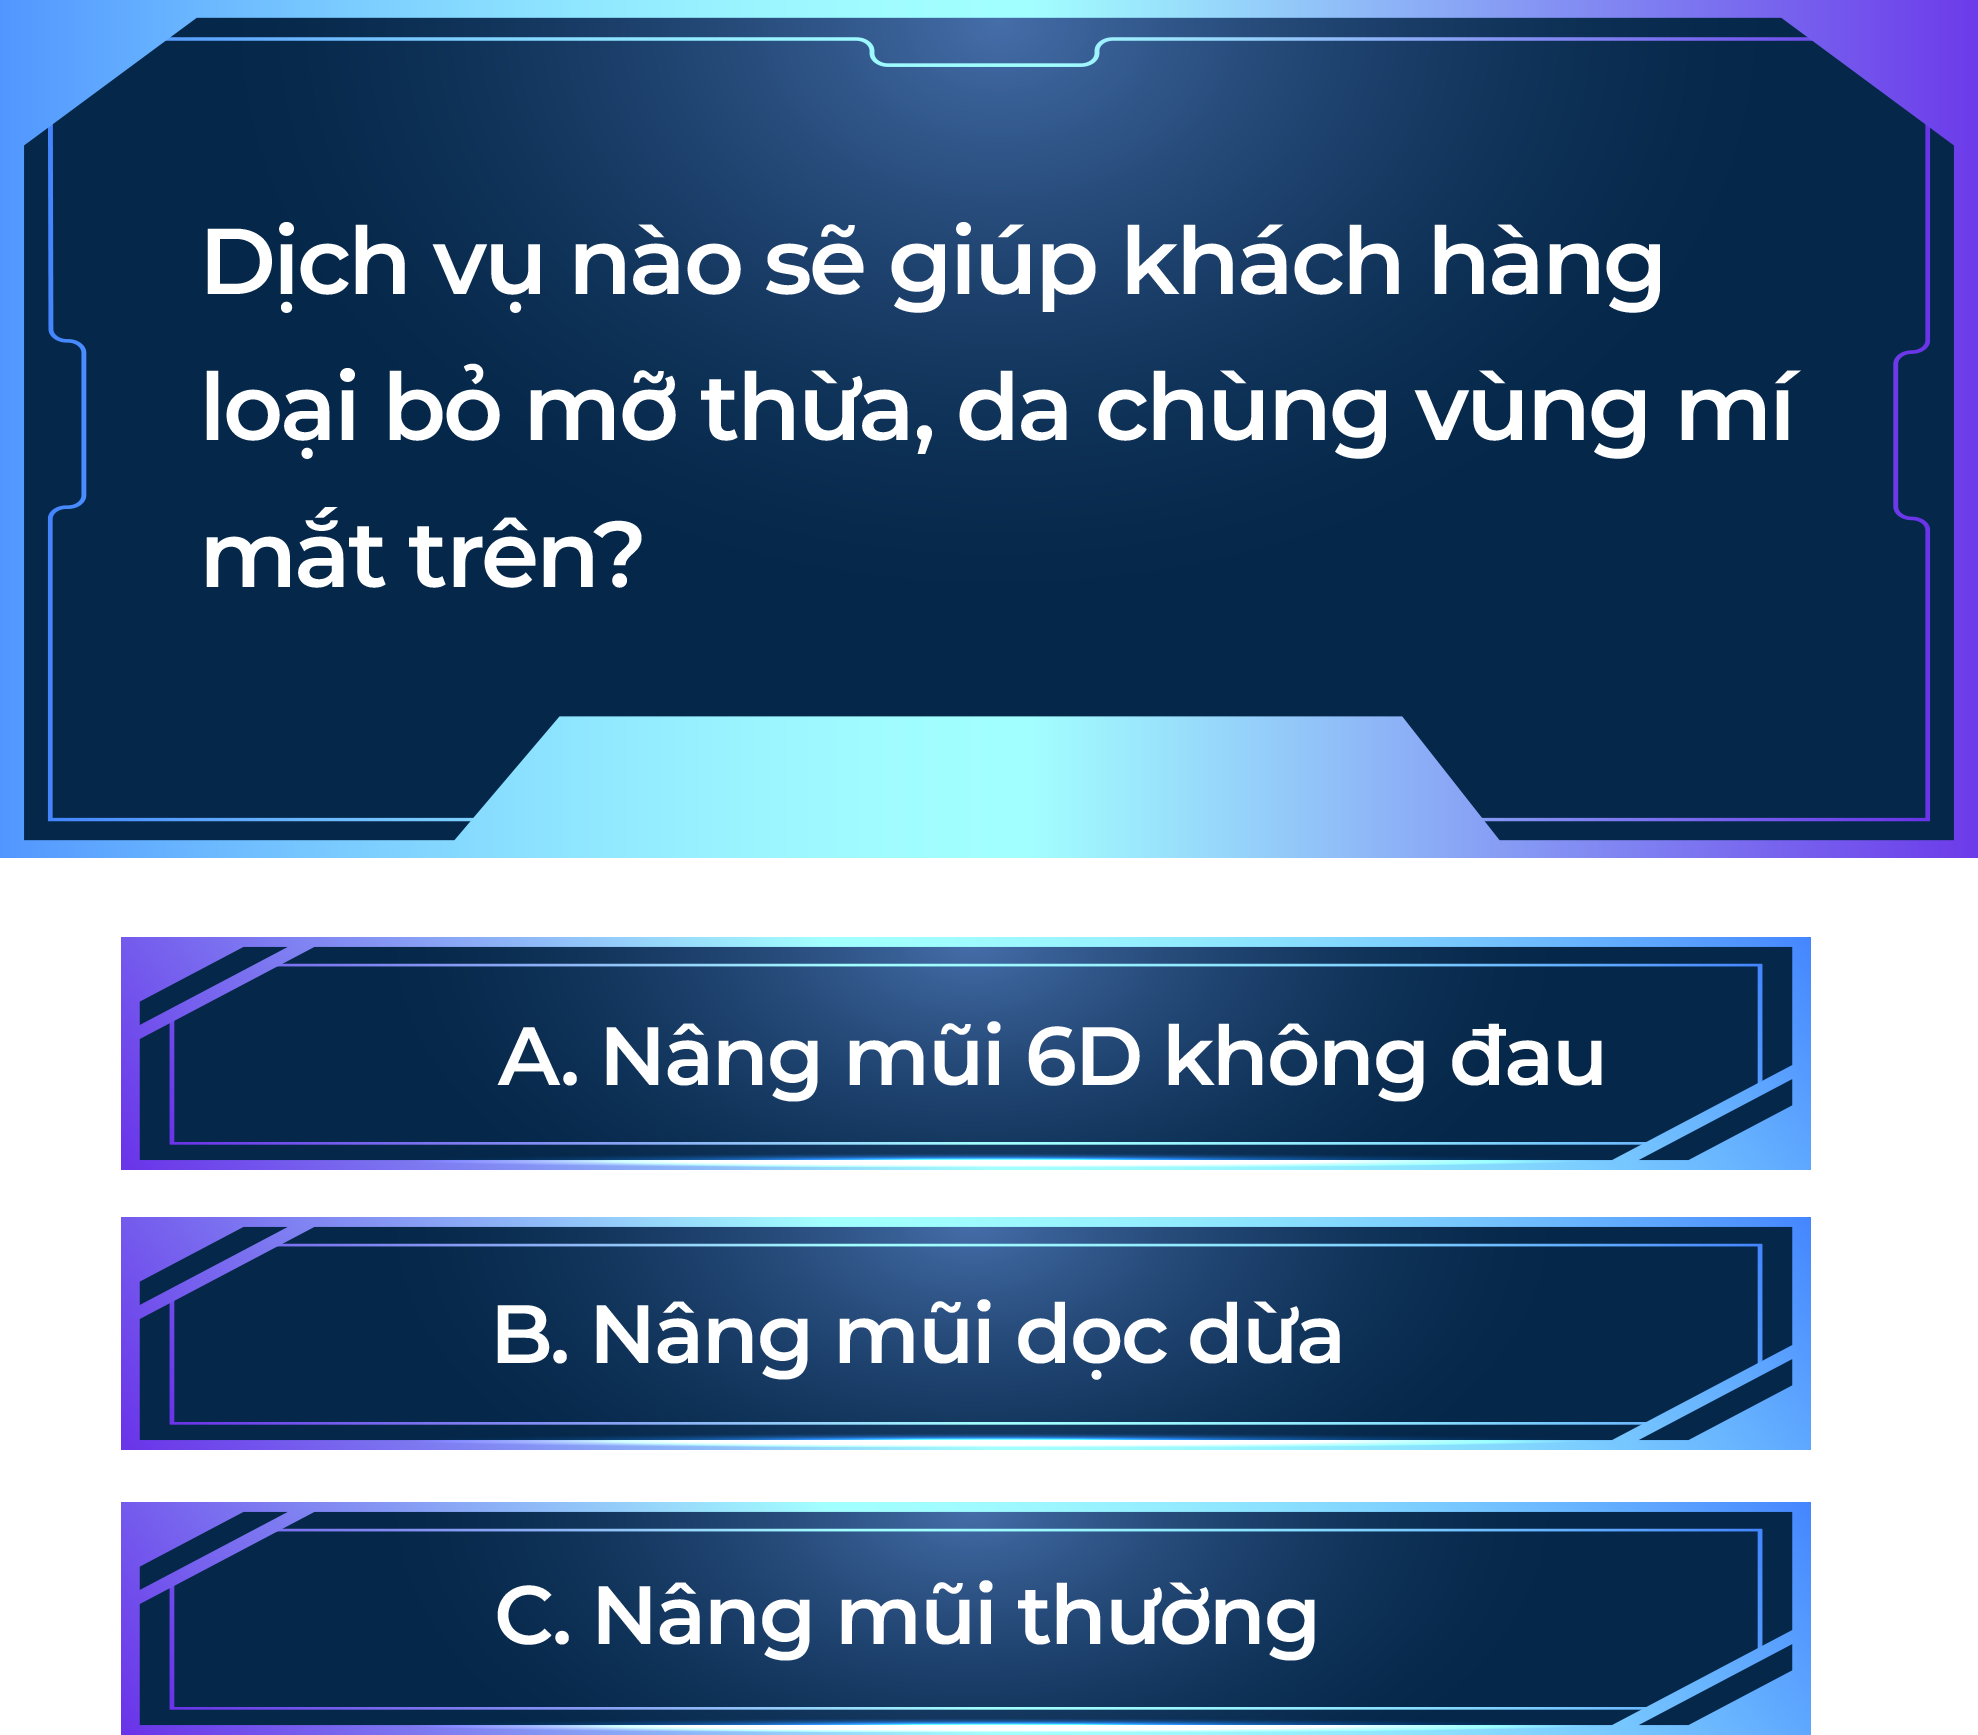 Dịch vụ nào sẽ giúp khách hàng
loại bỏ mỡ thừa, da chùng vùng mí
mắt trên?
A. Nâng mũi 6D không đau
B. Nâng mũi dọc dừa
C. Nâng mũi thường